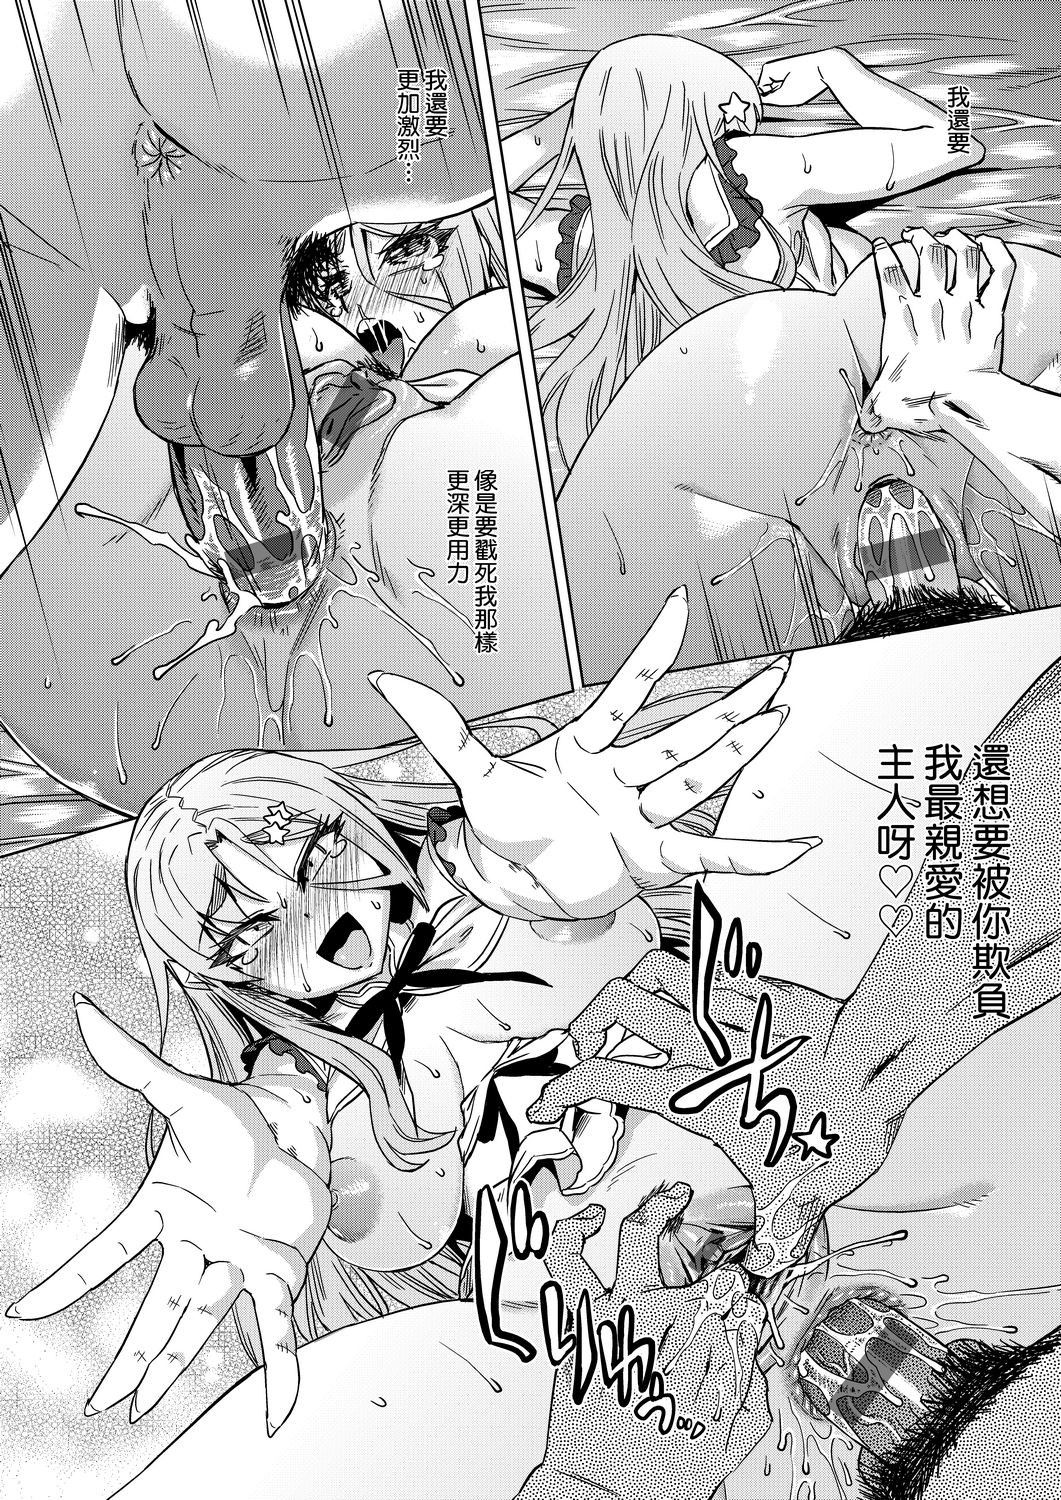 我還要
我還要
更加激烈…
像是要戳死我那樣
更深更用力
還想要被你欺負
我最親愛的
主人呀♡♡